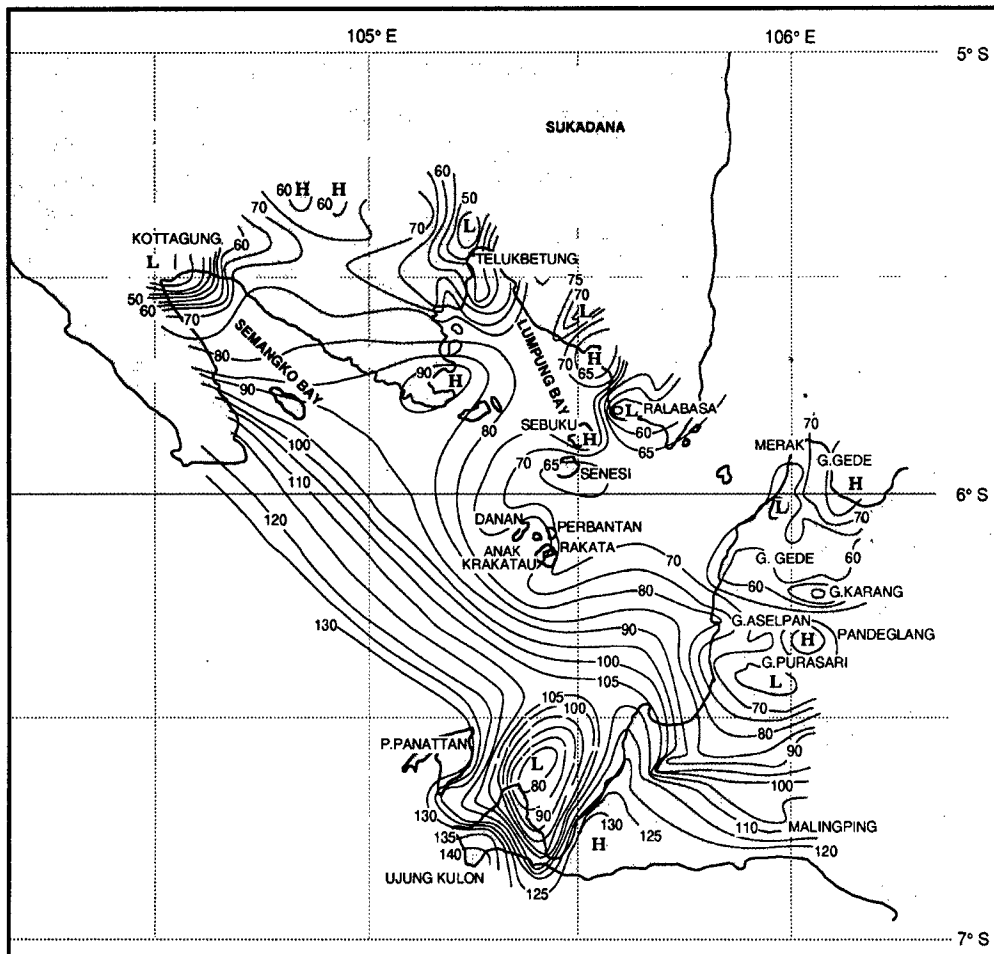 105° E
106° E
5° S
SUKADANA
60
50
60
H
H
60
60
L
70
70
KOTTAGUNG
60
L
TELUKBETUNG
75
70
50
60
70
L
SEMANGKO BAY
LUMPUNG BAY
80
H
70
65
90
H
90
80
L
RALABASA
60
70
SEBUKU
H
65
MERAK
100
70
65
SENESI
G.GEDE
H
110
6° S
120
L
DANAN
PERBANTAN
70
ANAK
KRAKATAU
RAKATA
70
G. GEDE
60
60
G.KARANG
80
130
90
G.ASELPAN
H
PANDEGLANG
100
G.PURASARI
105
L
105
100
70
80
P.PANATTAN
L
90
80
100
90
130
130
125
110
MALINGPING
135
H
120
140
UJUNG KULON
125
7° S